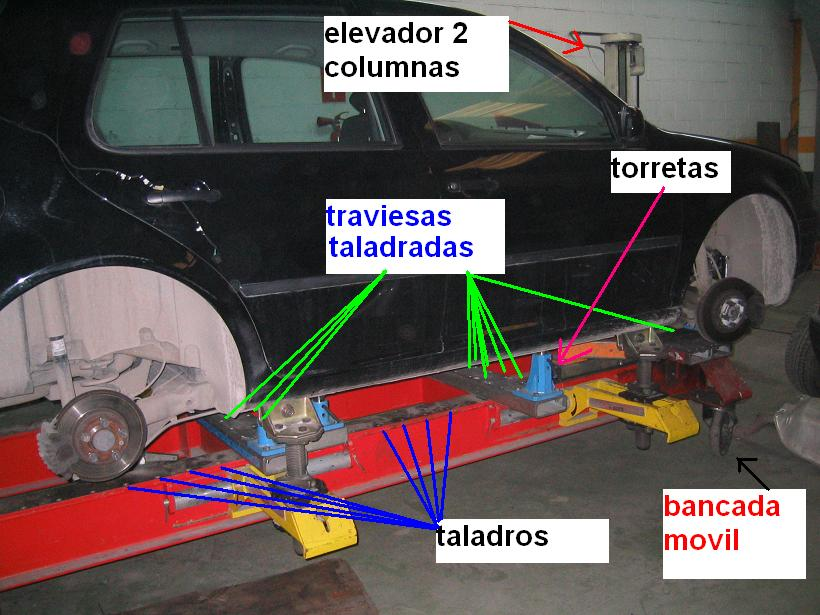 elevador 2
columnas
torretas
traviesas
taladradas
taladros
bancada
movil